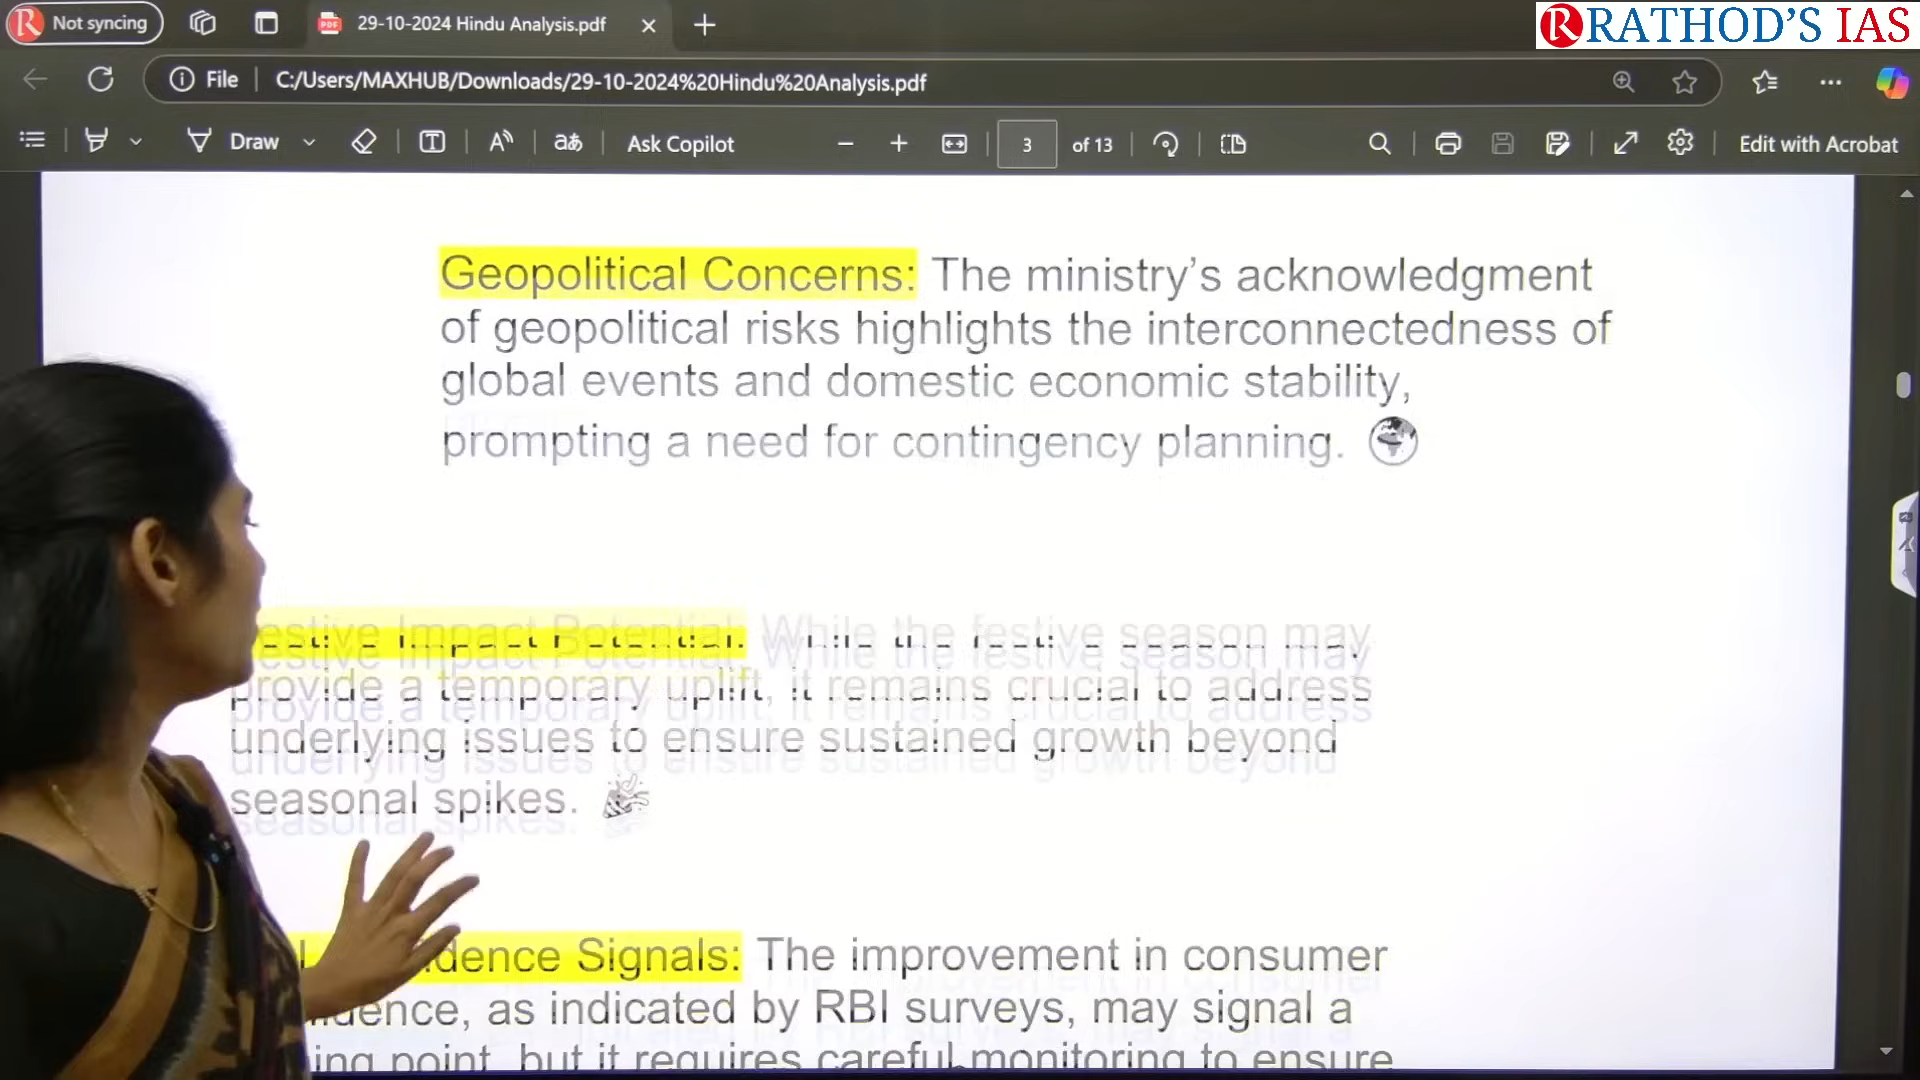 Not syncing
29-10-2024 Hindu Analysis.pdf
RATHOD'S IAS
File
C:/Users/MAXHUB/Downloads/29-10-2024%20Hindu%20Analysis.pdf
Draw
Ask Copilot
3
of 13
Edit with Acrobat
Geopolitical Concerns: The ministry's acknowledgment
of geopolitical risks highlights the interconnectedness of
global events and domestic economic stability,
prompting a need for contingency planning.
estive Impact Potential: While the festive season may
provide a temporary uplift, it remains crucial to address
underlying issues to ensure sustained growth beyond
seasonal spikes.
dence Signals: The improvement in consumer
idence, as indicated by RBI surveys, may signal a
ing point, but it requires careful monitoring to ensure